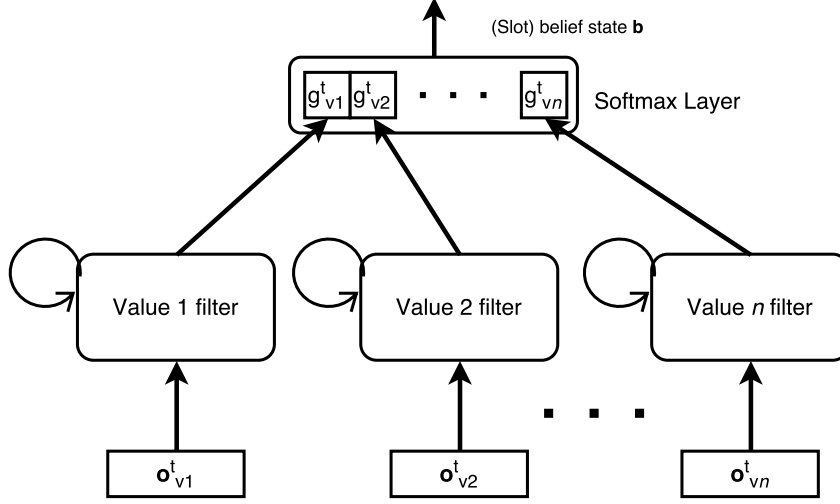 (Slot) belief state b
g^t_v1 g^t_v2 . . . g^t_vn
Softmax Layer
Value 1 filter
Value 2 filter
Value n filter
. . .
o^t_v1
o^t_v2
o^t_vn